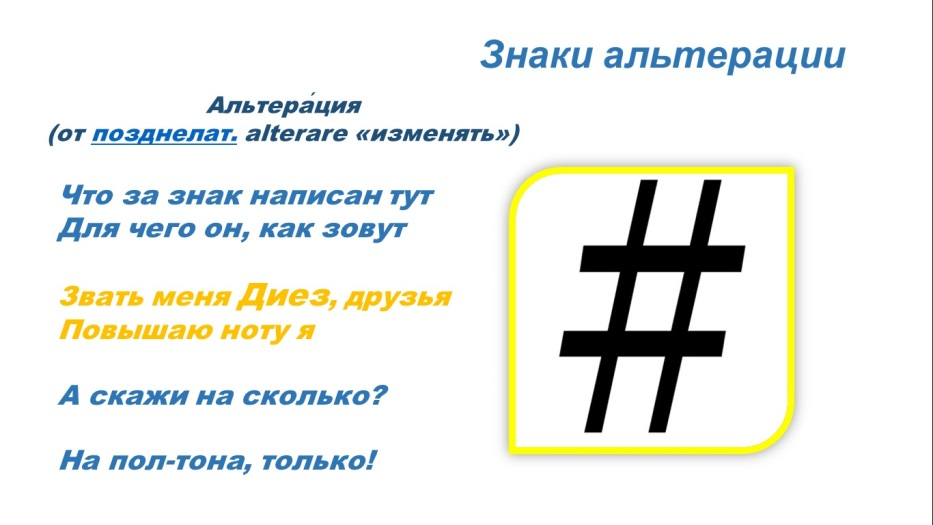 Знаки альтерации
Альтера́ция
(от позднелат. alterare «изменять»)
Что за знак написан тут
Для чего он, как зовут
Звать меня Диез, друзья
Повышаю ноту я
А скажи на сколько?
На пол-тона, только!
#